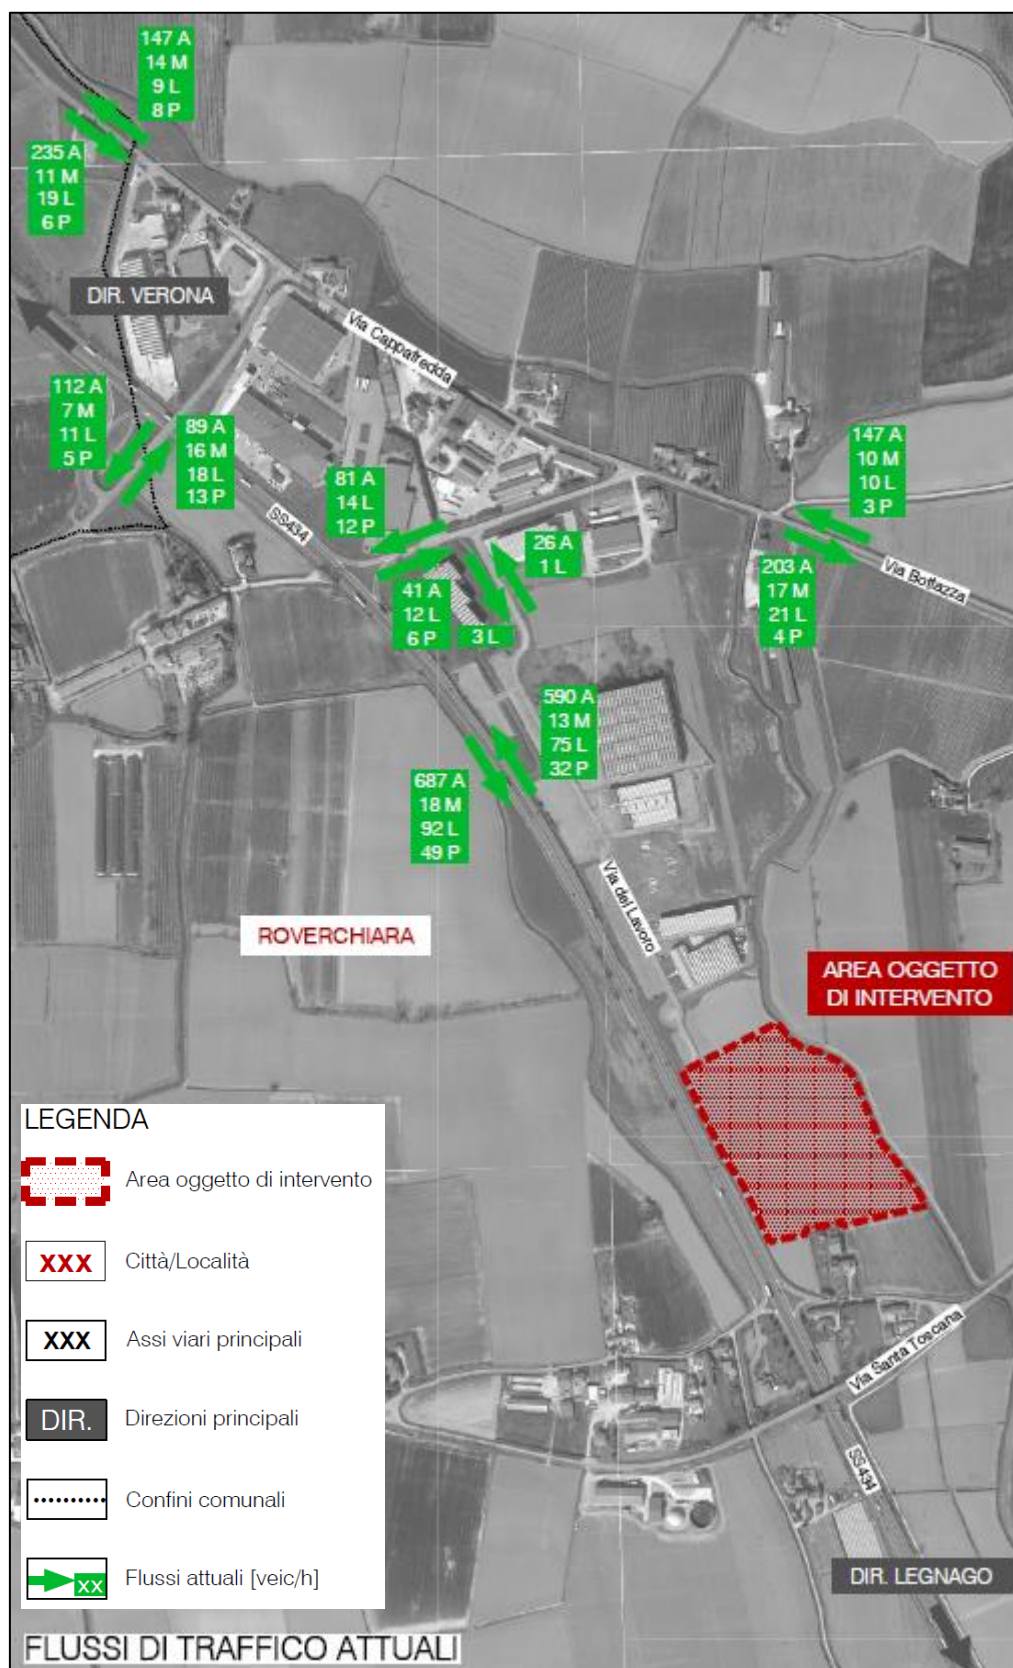 147 A
14 M
9 L
8 P
235 A
11 M
19 L
6 P
DIR. VERONA
Via Cappafredda
112 A
7 M
11 L
5 P
89 A
16 M
18 L
13 P
81 A
14 L
12 P
SS434
147 A
10 M
10 L
3 P
26 A
1 L
203 A
17 M
21 L
4 P
Via Bottazza
41 A
12 L
6 P
3 L
590 A
13 M
75 L
32 P
687 A
18 M
92 L
49 P
Via del Lavoro
ROVERCHIARA
AREA OGGETTO
DI INTERVENTO
LEGENDA
Area oggetto di intervento
XXX
Città/Località
XXX
Assi viari principali
DIR.
Direzioni principali
Confini comunali
XX
Flussi attuali [veic/h]
Via Santa Toscana
SS434
DIR. LEGNAGO
FLUSSI DI TRAFFICO ATTUALI